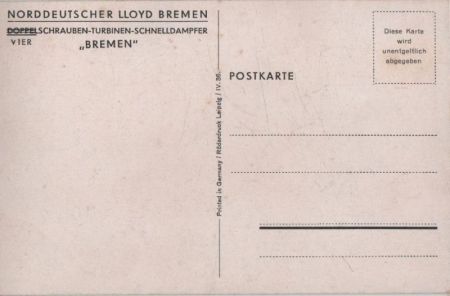 NORDDEUTSCHER LLOYD BREMEN
DOPPELSCHRAUBEN-TURBINEN-SCHNELLDAMPFER
VIER
„BREMEN“
POSTKARTE
Diese Karte
wird
unentgeltlich
abgegeben
Printed in Germany / Röderdruck Leipzig / IV. 36.